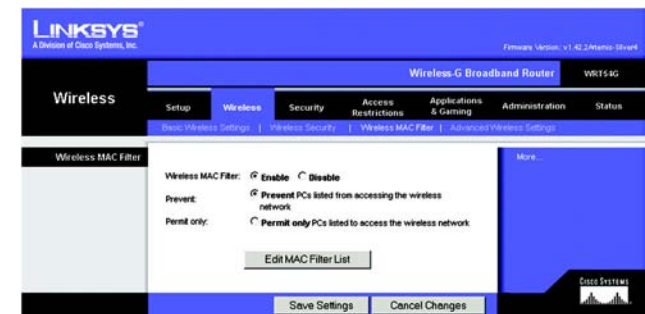 LINKSYS®
A Division of Cisco Systems, Inc.
Firmware Version: v1.42.2
Wireless-G Broadband Router WRT54G
Wireless
Setup Wireless Security Access Restrictions Applications & Gaming Administration Status
Basic Wireless Settings | Wireless Security | Wireless MAC Filter | Advanced Wireless Settings
Wireless MAC Filter
More...
Wireless MAC Filter: Enable Disable
Prevent: Prevent PCs listed from accessing the wireless
network
Permit only: Permit only PCs listed to access the wireless network
Edit MAC Filter List
Save Settings Cancel Changes
CISCO SYSTEMS